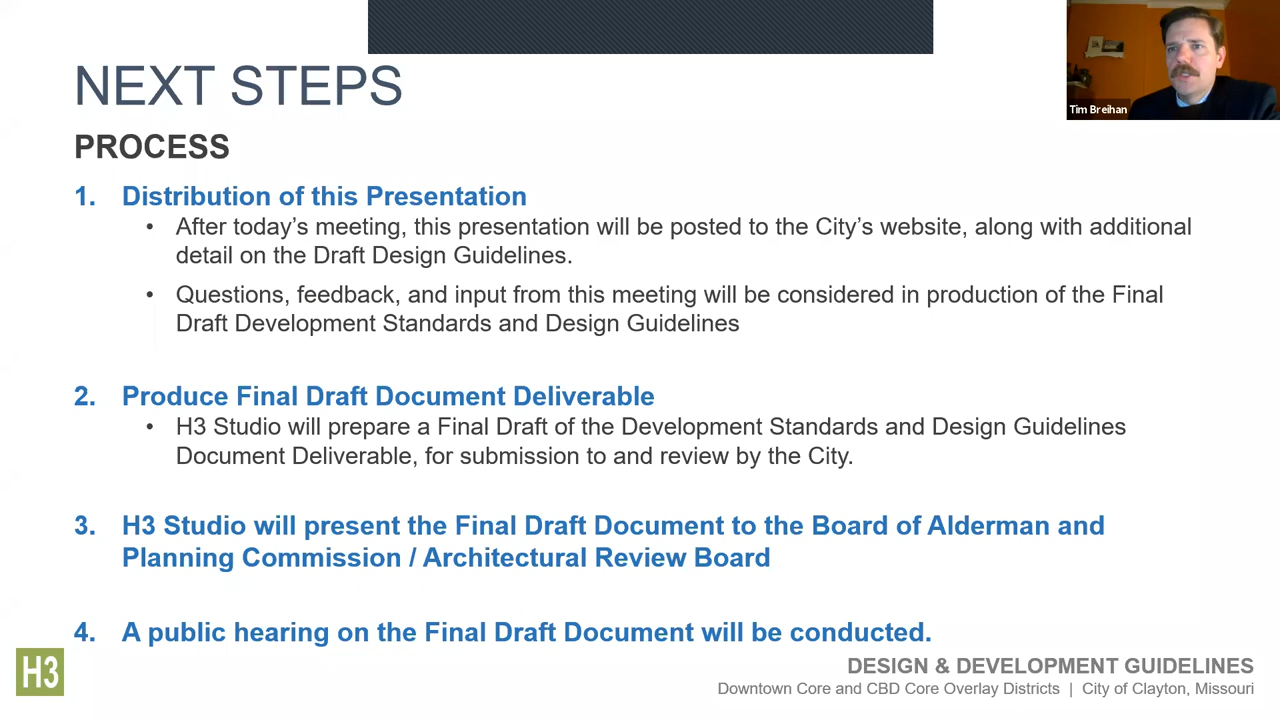 NEXT STEPS
Tim Breihan
PROCESS
1. Distribution of this Presentation
• After today’s meeting, this presentation will be posted to the City’s website, along with additional
detail on the Draft Design Guidelines.
• Questions, feedback, and input from this meeting will be considered in production of the Final
Draft Development Standards and Design Guidelines
2. Produce Final Draft Document Deliverable
• H3 Studio will prepare a Final Draft of the Development Standards and Design Guidelines
Document Deliverable, for submission to and review by the City.
3. H3 Studio will present the Final Draft Document to the Board of Alderman and
Planning Commission / Architectural Review Board
4. A public hearing on the Final Draft Document will be conducted.
H3
DESIGN & DEVELOPMENT GUIDELINES
Downtown Core and CBD Core Overlay Districts | City of Clayton, Missouri